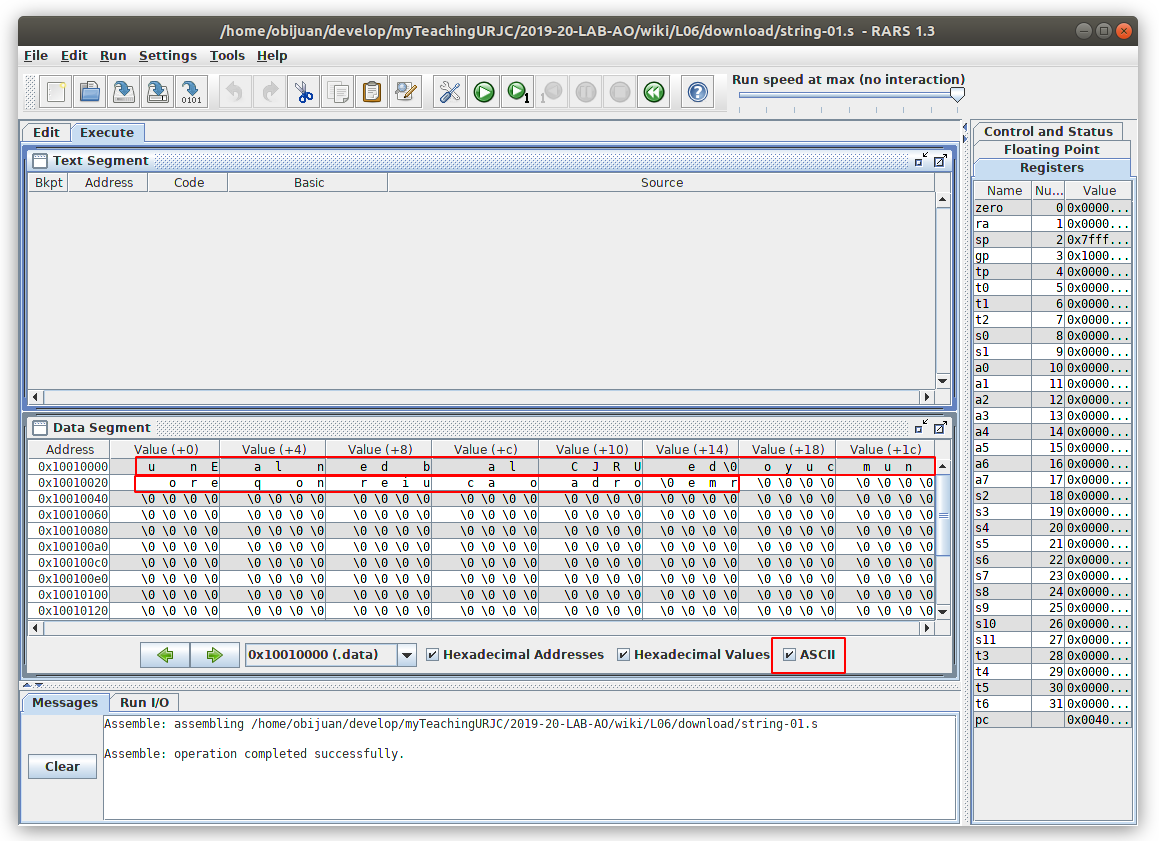 /home/obijuan/develop/myTeachingURJC/2019-20-LAB-AO/wiki/L06/download/string-01.s - RARS 1.3
File Edit Run Settings Tools Help
0101 1 1 Run speed at max (no interaction)
Edit Execute
Text Segment
Bkpt Address Code Basic Source
Data Segment
Address Value (+0) Value (+4) Value (+8) Value (+c) Value (+10) Value (+14) Value (+18) Value (+1c)
0x10010000 u n E a l n e d b a l C J R U e d \0 o y u c m u n
0x10010020 o r e q o n r e i u c a o a d r o \0 e m r \0 \0 \0 \0 \0 \0 \0 \0
0x10010040 \0 \0 \0 \0 \0 \0 \0 \0 \0 \0 \0 \0 \0 \0 \0 \0 \0 \0 \0 \0 \0 \0 \0 \0 \0 \0 \0 \0 \0 \0 \0 \0
0x10010060 \0 \0 \0 \0 \0 \0 \0 \0 \0 \0 \0 \0 \0 \0 \0 \0 \0 \0 \0 \0 \0 \0 \0 \0 \0 \0 \0 \0 \0 \0 \0 \0
0x10010080 \0 \0 \0 \0 \0 \0 \0 \0 \0 \0 \0 \0 \0 \0 \0 \0 \0 \0 \0 \0 \0 \0 \0 \0 \0 \0 \0 \0 \0 \0 \0 \0
0x100100a0 \0 \0 \0 \0 \0 \0 \0 \0 \0 \0 \0 \0 \0 \0 \0 \0 \0 \0 \0 \0 \0 \0 \0 \0 \0 \0 \0 \0 \0 \0 \0 \0
0x100100c0 \0 \0 \0 \0 \0 \0 \0 \0 \0 \0 \0 \0 \0 \0 \0 \0 \0 \0 \0 \0 \0 \0 \0 \0 \0 \0 \0 \0 \0 \0 \0 \0
0x100100e0 \0 \0 \0 \0 \0 \0 \0 \0 \0 \0 \0 \0 \0 \0 \0 \0 \0 \0 \0 \0 \0 \0 \0 \0 \0 \0 \0 \0 \0 \0 \0 \0
0x10010100 \0 \0 \0 \0 \0 \0 \0 \0 \0 \0 \0 \0 \0 \0 \0 \0 \0 \0 \0 \0 \0 \0 \0 \0 \0 \0 \0 \0 \0 \0 \0 \0
0x10010120 \0 \0 \0 \0 \0 \0 \0 \0 \0 \0 \0 \0 \0 \0 \0 \0 \0 \0 \0 \0 \0 \0 \0 \0 \0 \0 \0 \0 \0 \0 \0 \0
0x10010000 (.data) Hexadecimal Addresses Hexadecimal Values ASCII
Messages Run I/O
Assemble: assembling /home/obijuan/develop/myTeachingURJC/2019-20-LAB-AO/wiki/L06/download/string-01.s
Assemble: operation completed successfully.
Clear
Control and Status
Floating Point
Registers
Name Nu... Value
zero 0 0x0000...
ra 1 0x0000...
sp 2 0x7fff...
gp 3 0x1000...
tp 4 0x0000...
t0 5 0x0000...
t1 6 0x0000...
t2 7 0x0000...
s0 8 0x0000...
s1 9 0x0000...
a0 10 0x0000...
a1 11 0x0000...
a2 12 0x0000...
a3 13 0x0000...
a4 14 0x0000...
a5 15 0x0000...
a6 16 0x0000...
a7 17 0x0000...
s2 18 0x0000...
s3 19 0x0000...
s4 20 0x0000...
s5 21 0x0000...
s6 22 0x0000...
s7 23 0x0000...
s8 24 0x0000...
s9 25 0x0000...
s10 26 0x0000...
s11 27 0x0000...
t3 28 0x0000...
t4 29 0x0000...
t5 30 0x0000...
t6 31 0x0000...
pc 0x0040...